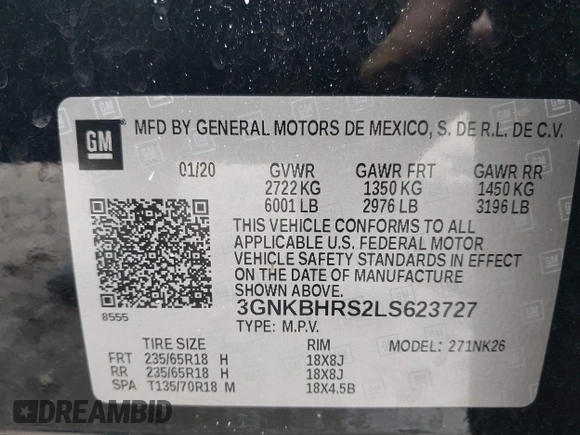 GM
MFD BY GENERAL MOTORS DE MEXICO, S. DE R.L. DE C.V.
01/20 GVWR GAWR FRT GAWR RR
2722 KG 1350 KG 1450 KG
6001 LB 2976 LB 3196 LB
THIS VEHICLE CONFORMS TO ALL
APPLICABLE U.S. FEDERAL MOTOR
VEHICLE SAFETY STANDARDS IN EFFECT
ON THE DATE OF MANUFACTURE
SHOWN ABOVE.
8555
3GNKBHRS2LS623727
TYPE: M.P.V.
TIRE SIZE RIM MODEL: 271NK26
FRT 235/65R18 H 18X8J
RR 235/65R18 H 18X8J
SPA T135/70R18 M 18X4.5B
DREAMBID